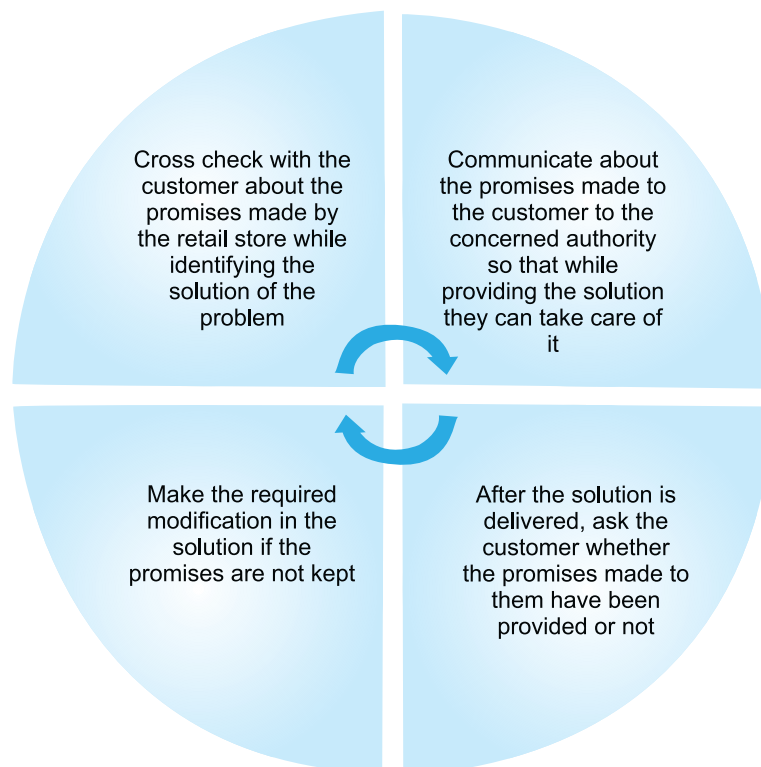 Cross check with the
customer about the
promises made by
the retail store while
identifying the
solution of the
problem
Communicate about
the promises made to
the customer to the
concerned authority
so that while
providing the solution
they can take care of
it
Make the required
modification in the
solution if the
promises are not kept
After the solution is
delivered, ask the
customer whether
the promises made to
them have been
provided or not